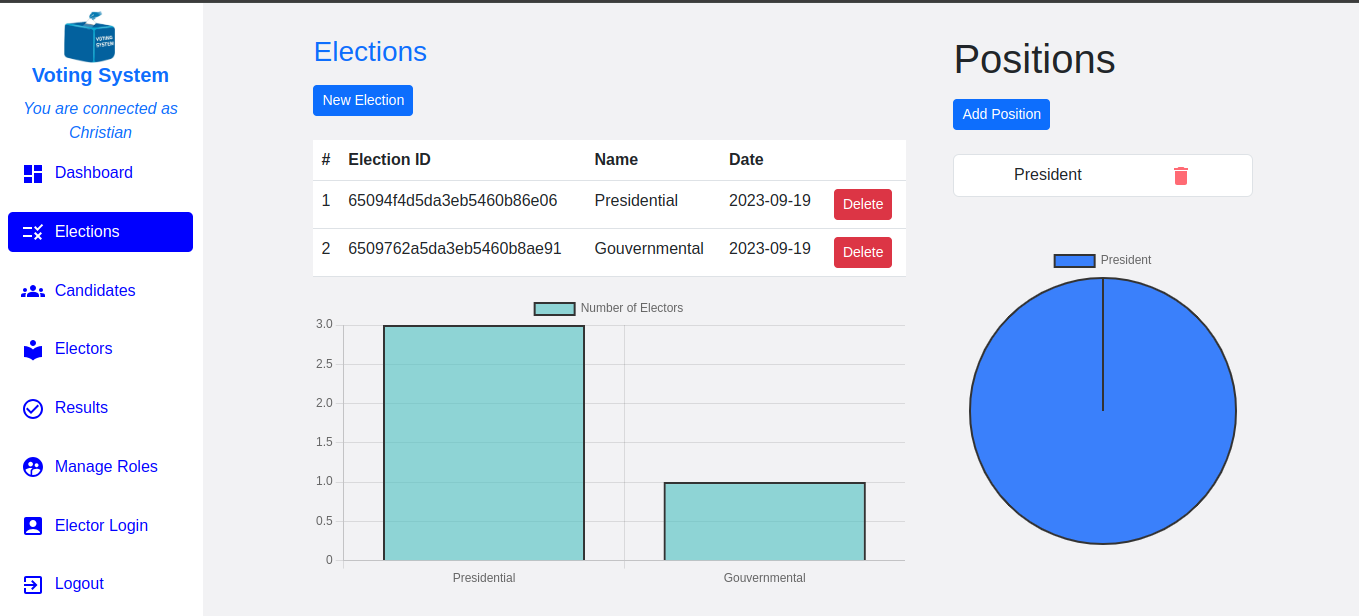 VOTING
SYSTEM
Voting System
You are connected as
Christian
Dashboard
Elections
Candidates
Electors
Results
Manage Roles
Elector Login
Logout
Elections
New Election
# Election ID Name Date
1 65094f4d5da3eb5460b86e06 Presidential 2023-09-19 Delete
2 6509762a5da3eb5460b8ae91 Gouvernmental 2023-09-19 Delete
Number of Electors
3.0
2.5
2.0
1.5
1.0
0.5
0
Presidential Gouvernmental
Positions
Add Position
President
President